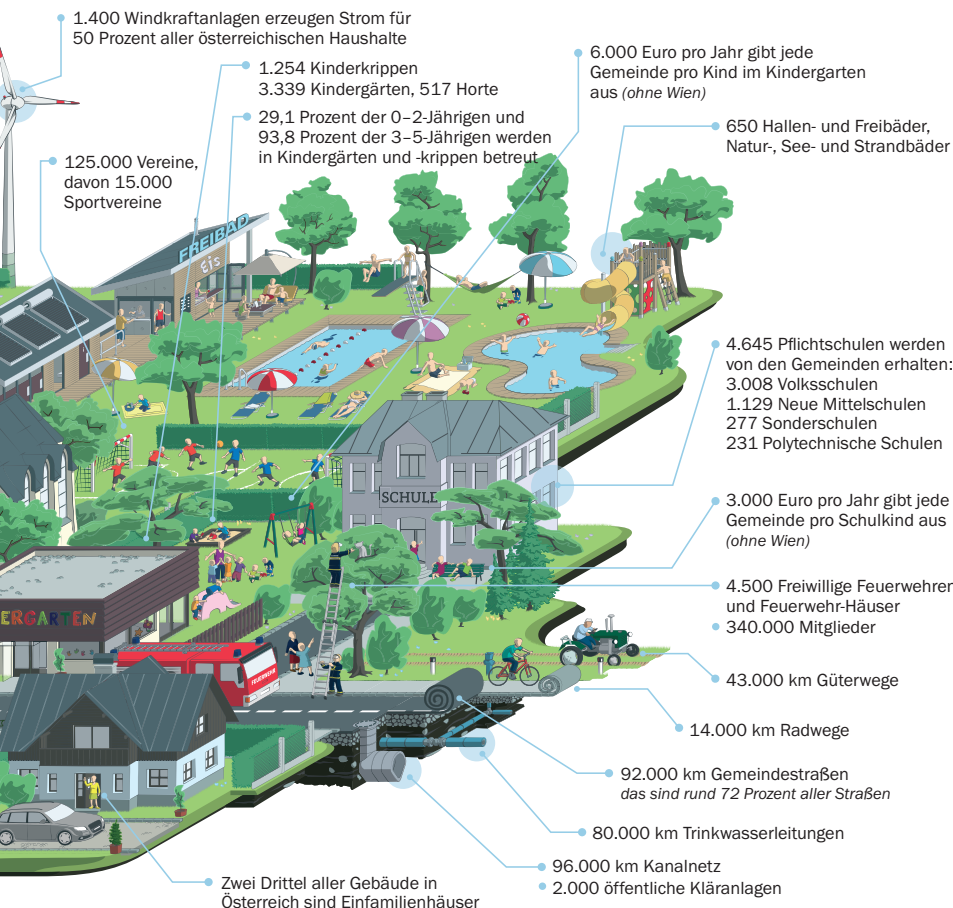 1.400 Windkraftanlagen erzeugen Strom für
50 Prozent aller österreichischen Haushalte
1.254 Kinderkrippen
3.339 Kindergärten, 517 Horte
29,1 Prozent der 0–2-Jährigen und
93,8 Prozent der 3–5-Jährigen werden
in Kindergärten und -krippen betreut
125.000 Vereine,
davon 15.000
Sportvereine
6.000 Euro pro Jahr gibt jede
Gemeinde pro Kind im Kindergarten
aus (ohne Wien)
650 Hallen- und Freibäder,
Natur-, See- und Strandbäder
FREIBAD
Eis
4.645 Pflichtschulen werden
von den Gemeinden erhalten:
3.008 Volksschulen
1.129 Neue Mittelschulen
277 Sonderschulen
231 Polytechnische Schulen
SCHULE
3.000 Euro pro Jahr gibt jede
Gemeinde pro Schulkind aus
(ohne Wien)
4.500 Freiwillige Feuerwehren
und Feuerwehr-Häuser
340.000 Mitglieder
ERGARTEN
FEUERWEHR
43.000 km Güterwege
14.000 km Radwege
92.000 km Gemeindestraßen
das sind rund 72 Prozent aller Straßen
80.000 km Trinkwasserleitungen
96.000 km Kanalnetz
2.000 öffentliche Kläranlagen
Zwei Drittel aller Gebäude in
Österreich sind Einfamilienhäuser